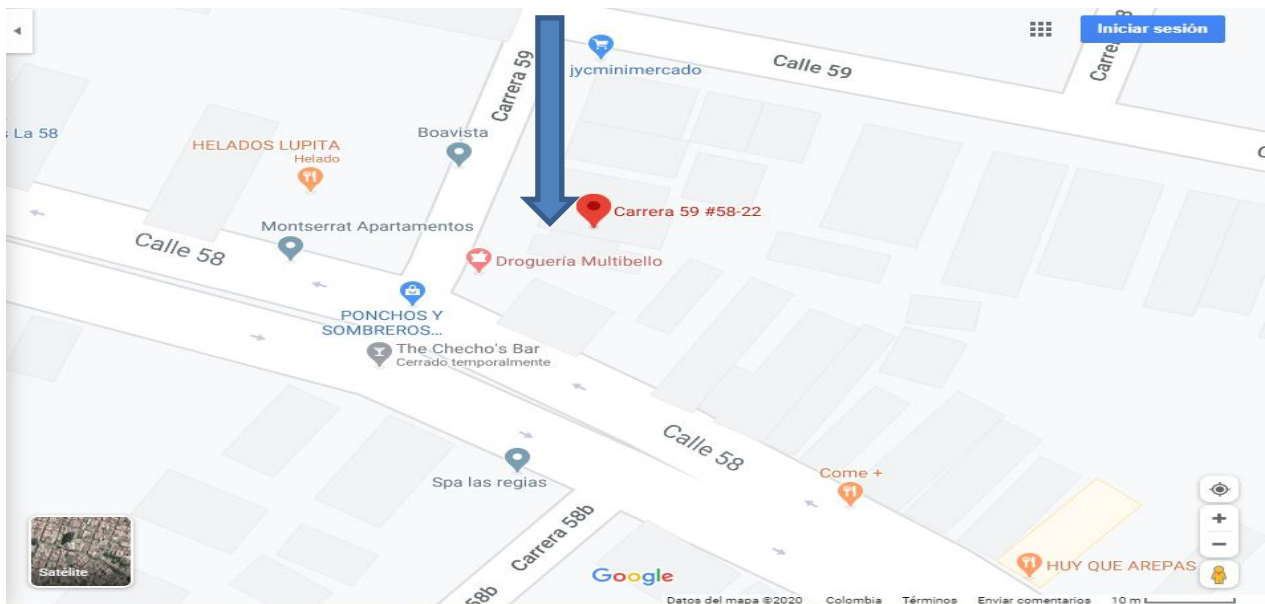 Iniciar sesión
Carre
Carrera 59
jycminimercado
Calle 59
La 58
HELADOS LUPITA
Helado
Boavista
Carrera 59 #58-22
Montserrat Apartamentos
Calle 58
Droguería Multibello
PONCHOS Y
SOMBREROS...
The Checho's Bar
Cerrado temporalmente
Calle 58
Come +
Spa las regias
Carrera 58b
58b
HUY QUE AREPAS
Satélite
Google
Datos del mapa ©2020 Colombia Términos Enviar comentarios 10 m